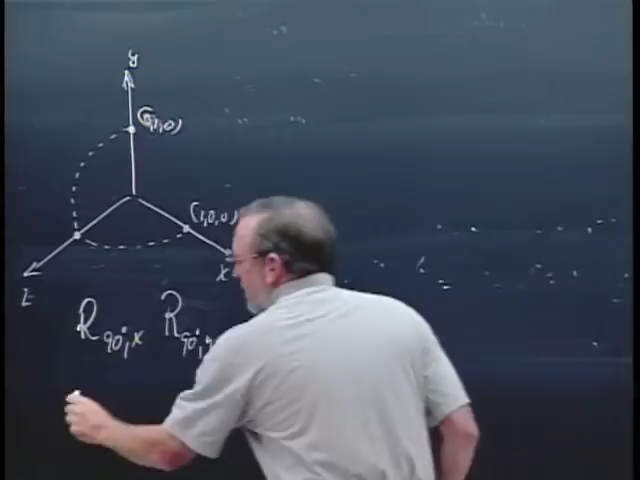 y
(0,1,0)
(1,0,0)
x
z
R90°,x R90°,y